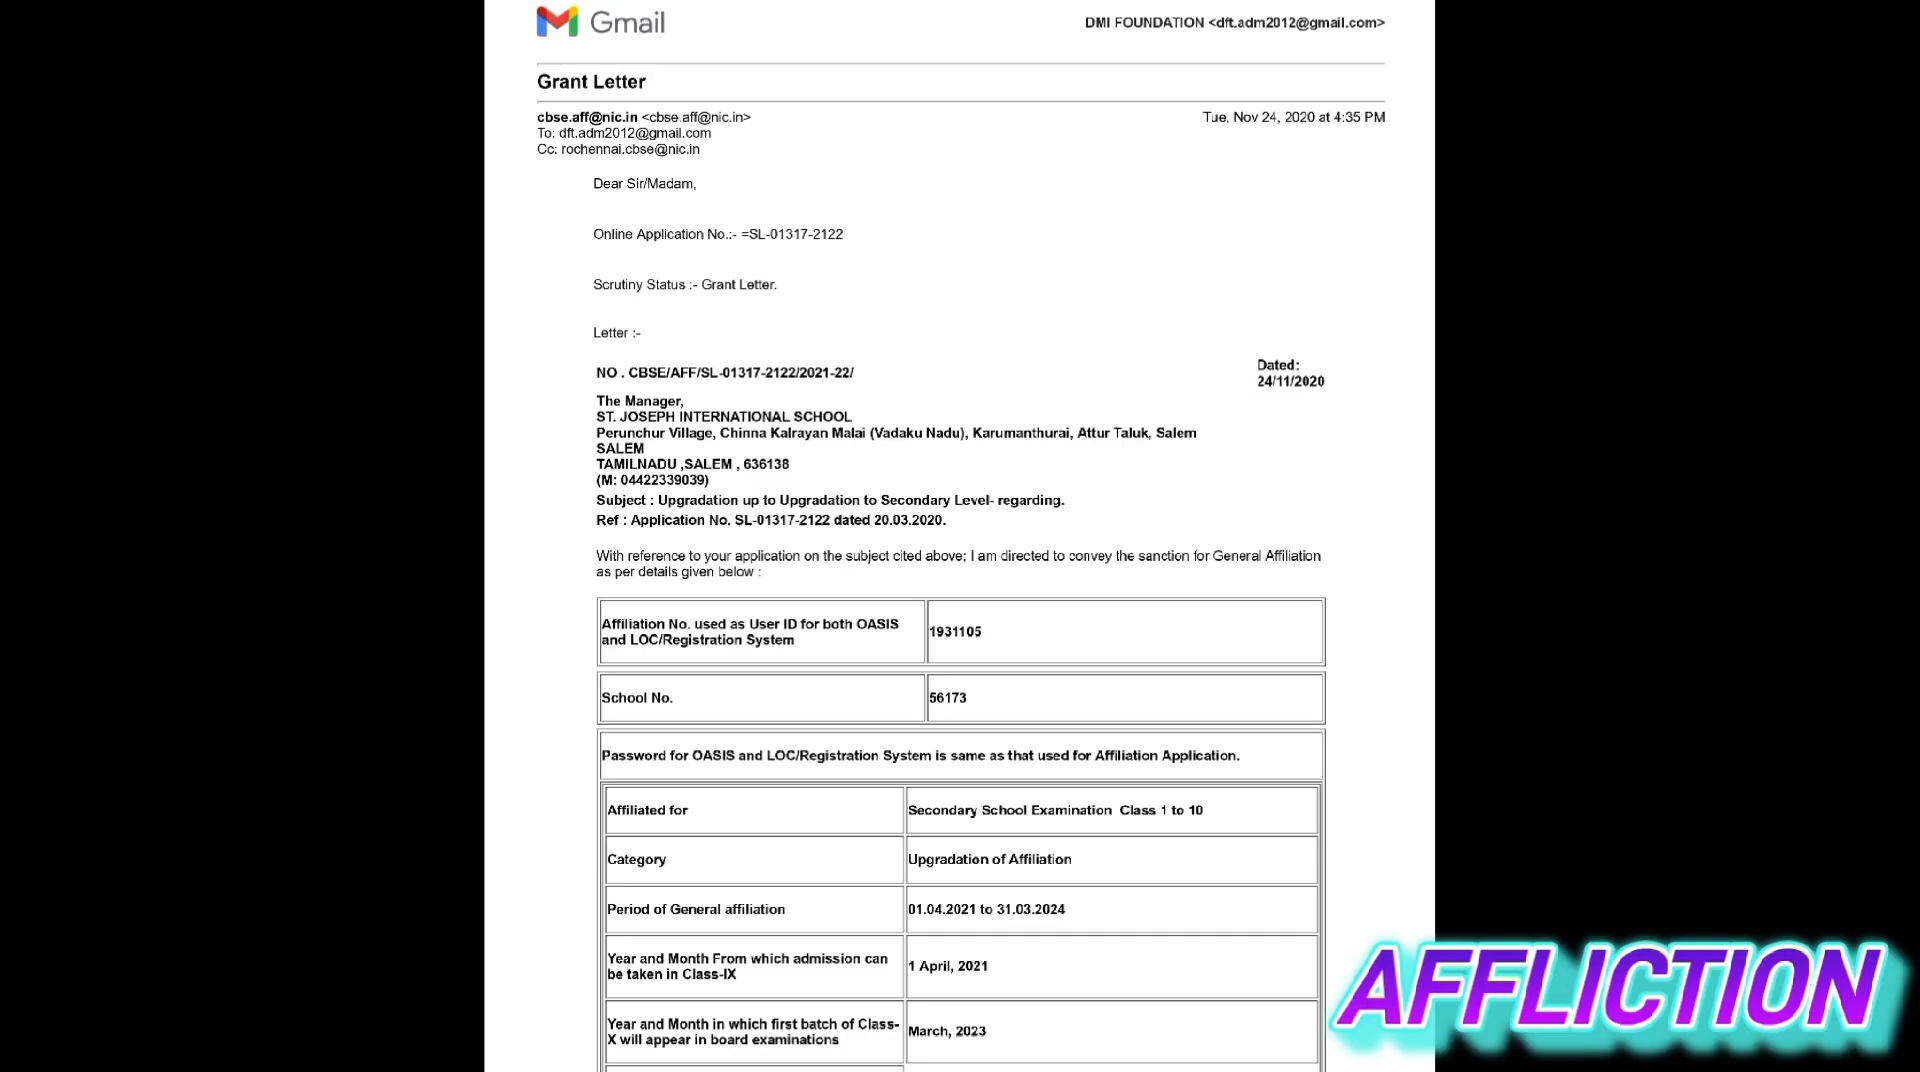 Gmail
DMI FOUNDATION <dft.adm2012@gmail.com>
Grant Letter
cbse.aff@nic.in <cbse.aff@nic.in>
Tue, Nov 24, 2020 at 4:35 PM
To: dft.adm2012@gmail.com
Cc: rochennai.cbse@nic.in
Dear Sir/Madam,
Online Application No.:- =SL-01317-2122
Scrutiny Status :- Grant Letter.
Letter :-
NO . CBSE/AFF/SL-01317-2122/2021-22/
Dated:
24/11/2020
The Manager,
ST. JOSEPH INTERNATIONAL SCHOOL
Perunchur Village, Chinna Kalrayan Malai (Vadaku Nadu), Karumanthurai, Attur Taluk, Salem
SALEM
TAMILNADU ,SALEM , 636138
(M: 04422339039)
Subject : Upgradation up to Upgradation to Secondary Level- regarding.
Ref : Application No. SL-01317-2122 dated 20.03.2020.
With reference to your application on the subject cited above; I am directed to convey the sanction for General Affiliation
as per details given below :
Affiliation No. used as User ID for both OASIS
and LOC/Registration System
1931105
School No.
56173
Password for OASIS and LOC/Registration System is same as that used for Affiliation Application.
Affiliated for
Secondary School Examination  Class 1 to 10
Category
Upgradation of Affiliation
Period of General affiliation
01.04.2021 to 31.03.2024
Year and Month From which admission can
be taken in Class-IX
1 April, 2021
Year and Month in which first batch of Class-
X will appear in board examinations
March, 2023
AFFLICTION